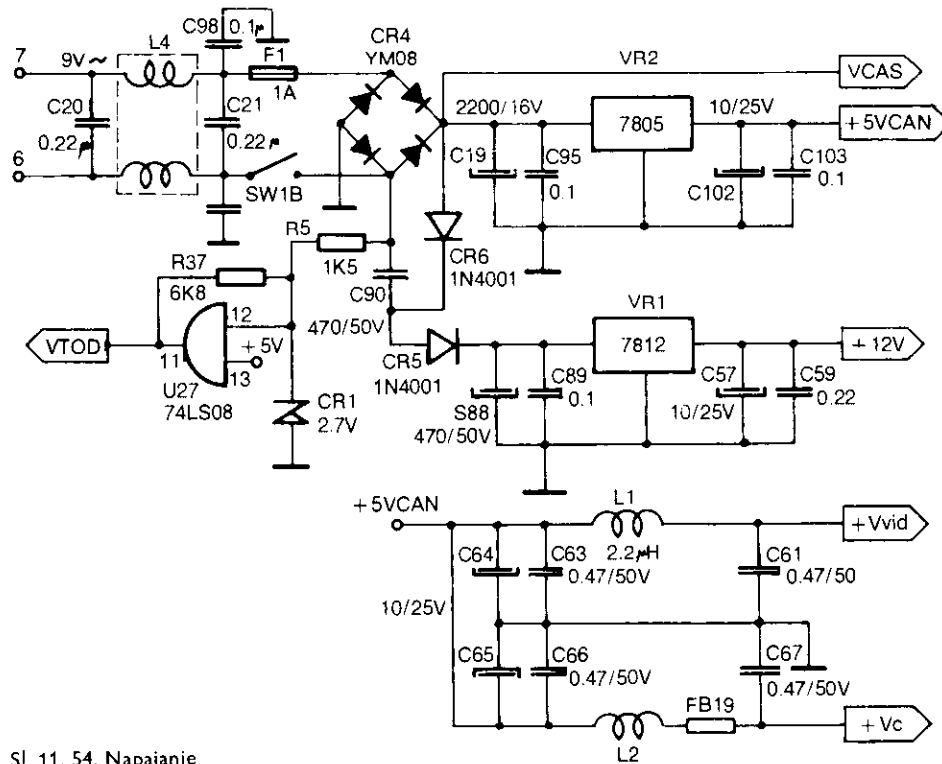 C98
0.1µ
7
9V~
L4
F1
1A
CR4
YM08
VR2
VCAS
C20
0.22µ
C21
0.22µ
2200/16V
7805
10/25V
+5VCAN
6
SW1B
C19
C95
0.1
C102
C103
0.1
R5
1K5
CR6
1N4001
R37
6K8
C90
470/50V
VR1
VTOD
11
12
+5V
13
U27
74LS08
CR1
2.7V
CR5
1N4001
7812
+12V
S88
470/50V
C89
0.1
C57
10/25V
C59
0.22
+5VCAN
L1
2.2µH
+Vvid
C64
C63
0.47/50V
C61
0.47/50
10/25V
C65
C66
0.47/50V
C67
0.47/50V
L2
FB19
+Vc
Sl. 11. 54. Napajanje